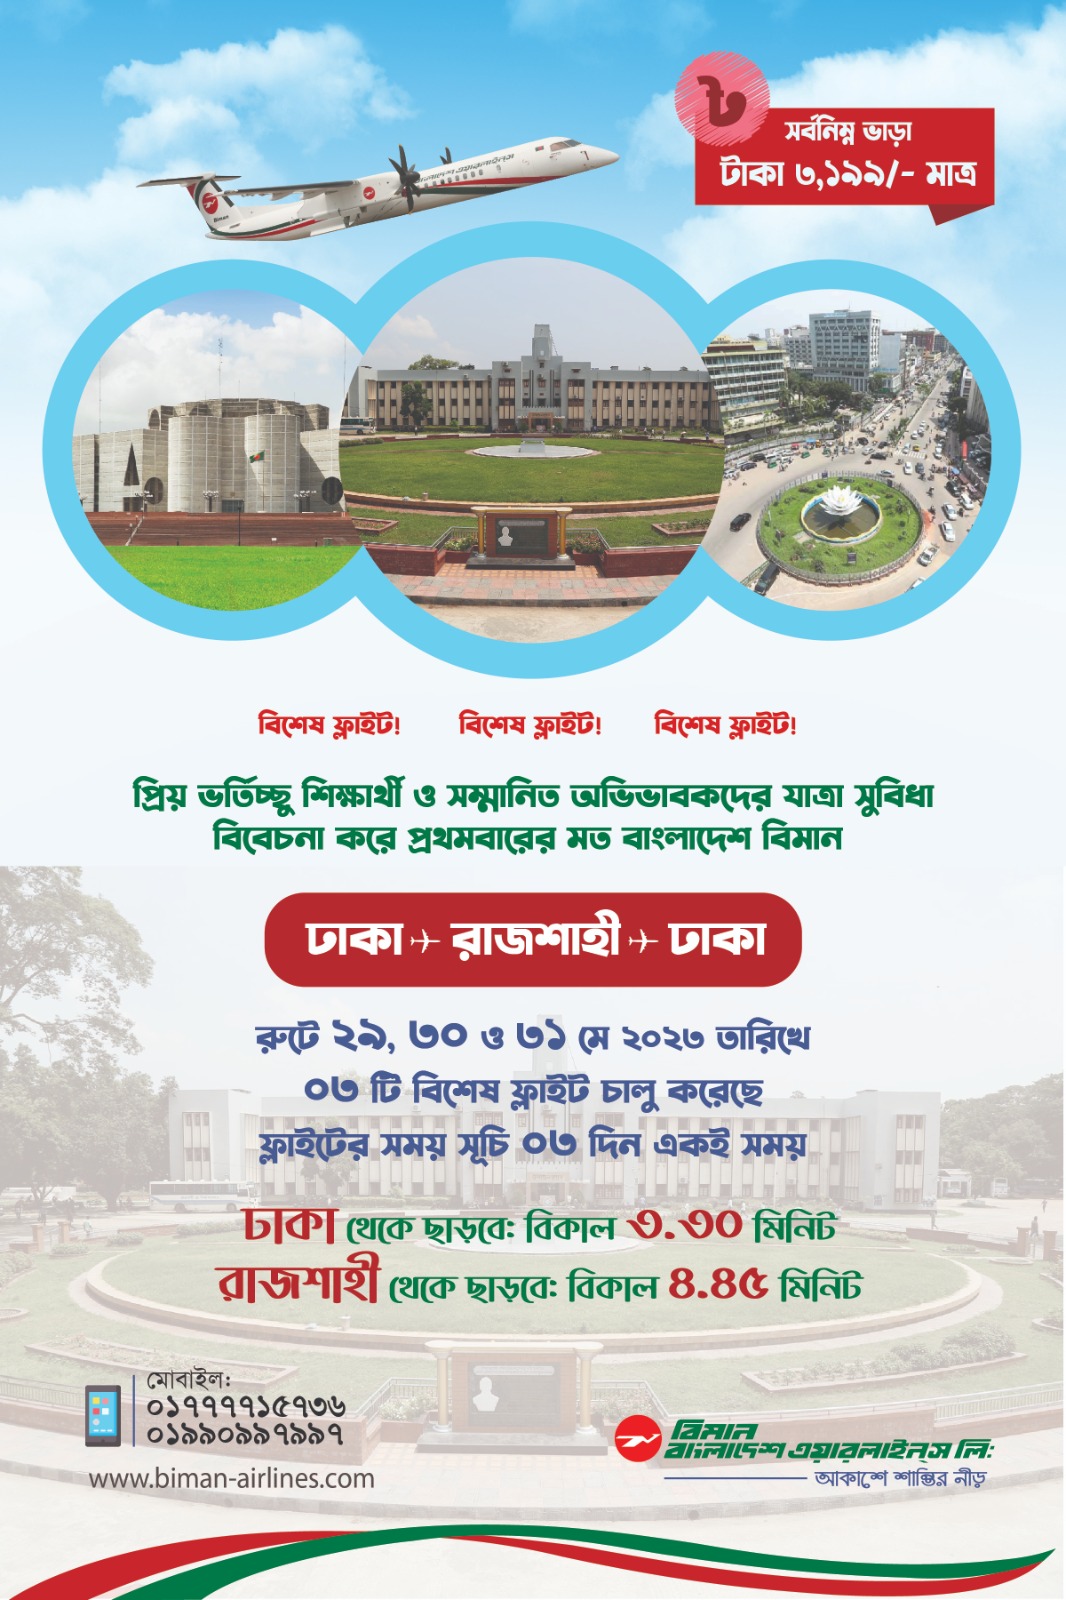 ৳
সর্বনিম্ন ভাড়া
টাকা ৩,১৯৯/- মাত্র
Biman
বিশেষ ফ্লাইট! বিশেষ ফ্লাইট! বিশেষ ফ্লাইট!
প্রিয় ভর্তিচ্ছু শিক্ষার্থী ও সম্মানিত অভিভাবকদের যাত্রা সুবিধা
বিবেচনা করে প্রথমবারের মত বাংলাদেশ বিমান
ঢাকা রাজশাহী ঢাকা
রুটে ২৯, ৩০ ও ৩১ মে ২০২৩ তারিখে
০৩ টি বিশেষ ফ্লাইট চালু করেছে
ফ্লাইটের সময় সূচি ০৩ দিন একই সময়
ঢাকা থেকে ছাড়বে: বিকাল ৩.৩০ মিনিট
রাজশাহী থেকে ছাড়বে: বিকাল ৪.৪৫ মিনিট
মোবাইল:
০১৭৭৭৭১৫৭৩৬
০১৯৯০৯৯৭৯৯৭
www.biman-airlines.com
বিমান
বাংলাদেশ এয়ারলাইন্স লি:
আকাশে শান্তির নীড়